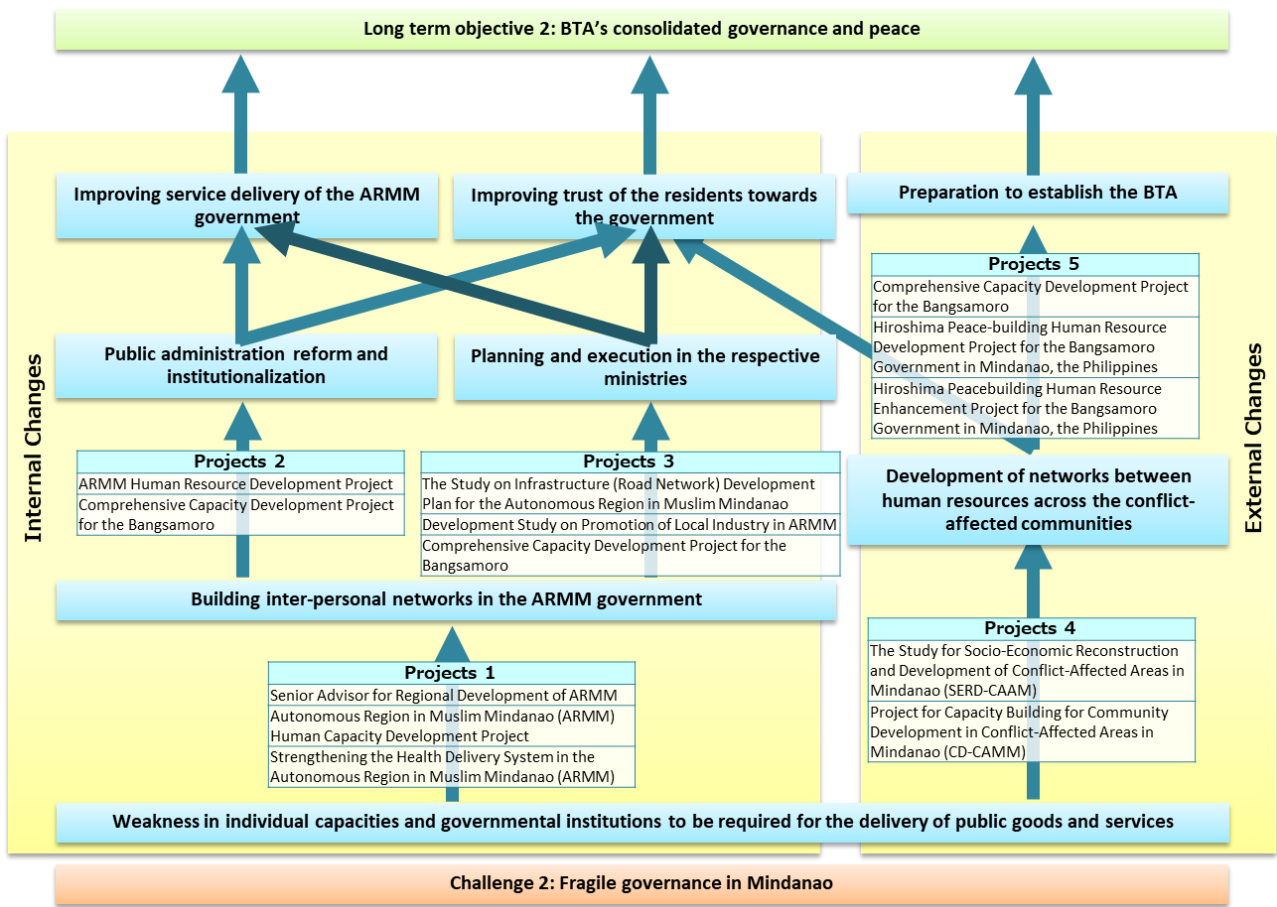 Long term objective 2: BTA's consolidated governance and peace
Improving service delivery of the ARMM
government
Improving trust of the residents towards
the government
Preparation to establish the BTA
Projects 5
Comprehensive Capacity Development Project
for the Bangsamoro
Hiroshima Peace-building Human Resource
Development Project for the Bangsamoro
Government in Mindanao, the Philippines
Hiroshima Peacebuilding Human Resource
Enhancement Project for the Bangsamoro
Government in Mindanao, the Philippines
Public administration reform and
institutionalization
Planning and execution in the respective
ministries
Internal Changes
External Changes
Projects 2
ARMM Human Resource Development Project
Comprehensive Capacity Development Project
for the Bangsamoro
Projects 3
The Study on Infrastructure (Road Network) Development
Plan for the Autonomous Region in Muslim Mindanao
Development Study on Promotion of Local Industry in ARMM
Comprehensive Capacity Development Project for the
Bangsamoro
Development of networks between
human resources across the conflict-
affected communities
Building inter-personal networks in the ARMM government
Projects 1
Senior Advisor for Regional Development of ARMM
Autonomous Region in Muslim Mindanao (ARMM)
Human Capacity Development Project
Strengthening the Health Delivery System in the
Autonomous Region in Muslim Mindanao (ARMM)
Projects 4
The Study for Socio-Economic Reconstruction
and Development of Conflict-Affected Areas in
Mindanao (SERD-CAAM)
Project for Capacity Building for Community
Development in Conflict-Affected Areas in
Mindanao (CD-CAMM)
Weakness in individual capacities and governmental institutions to be required for the delivery of public goods and services
Challenge 2: Fragile governance in Mindanao